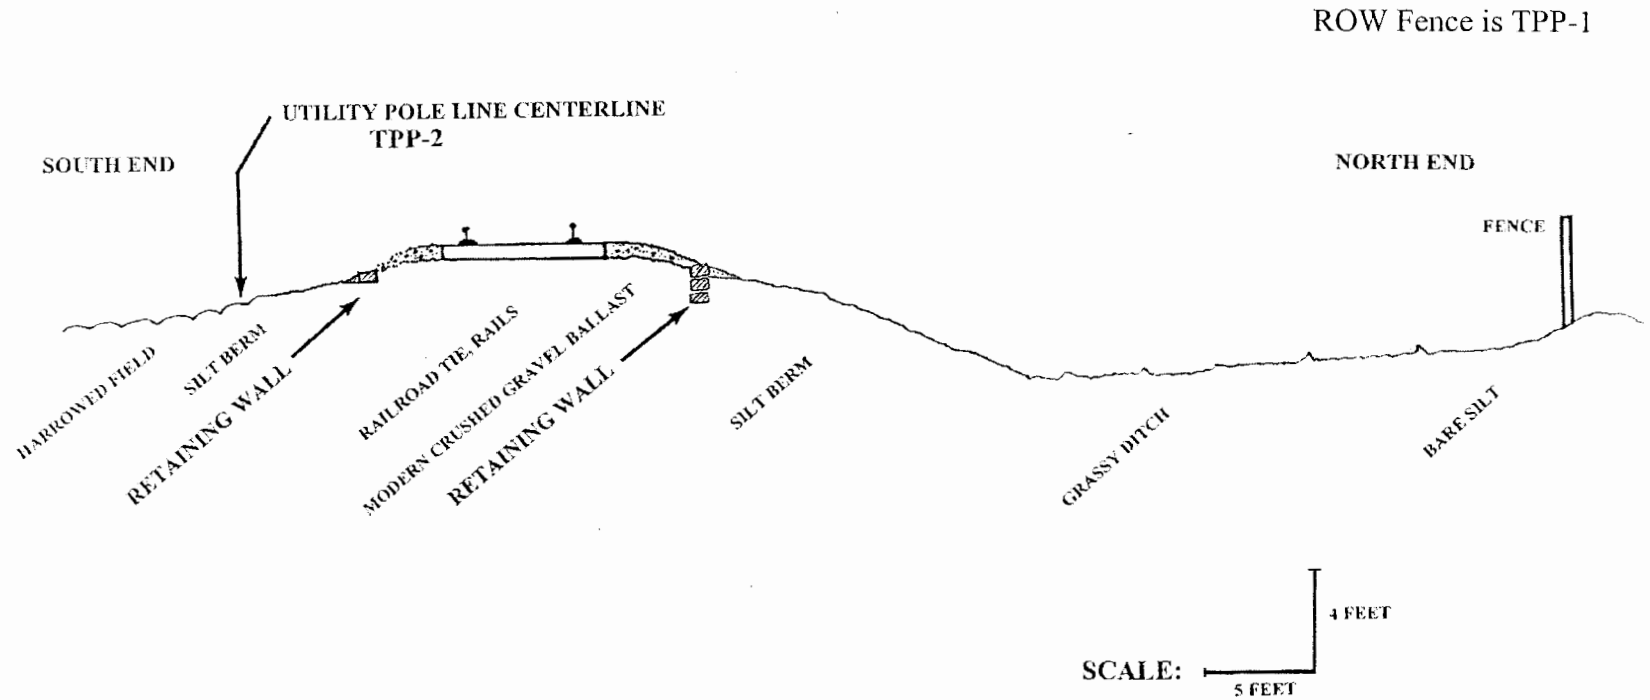 ROW Fence is TPP-1
UTILITY POLE LINE CENTERLINE
TPP-2
SOUTH END
NORTH END
FENCE
HARROWED FIELD
SILT BERM
RETAINING WALL
RAILROAD TIE, RAILS
MODERN CRUSHED GRAVEL BALLAST
RETAINING WALL
SILT BERM
GRASSY DITCH
BARE SILT
4 FEET
SCALE:
5 FEET